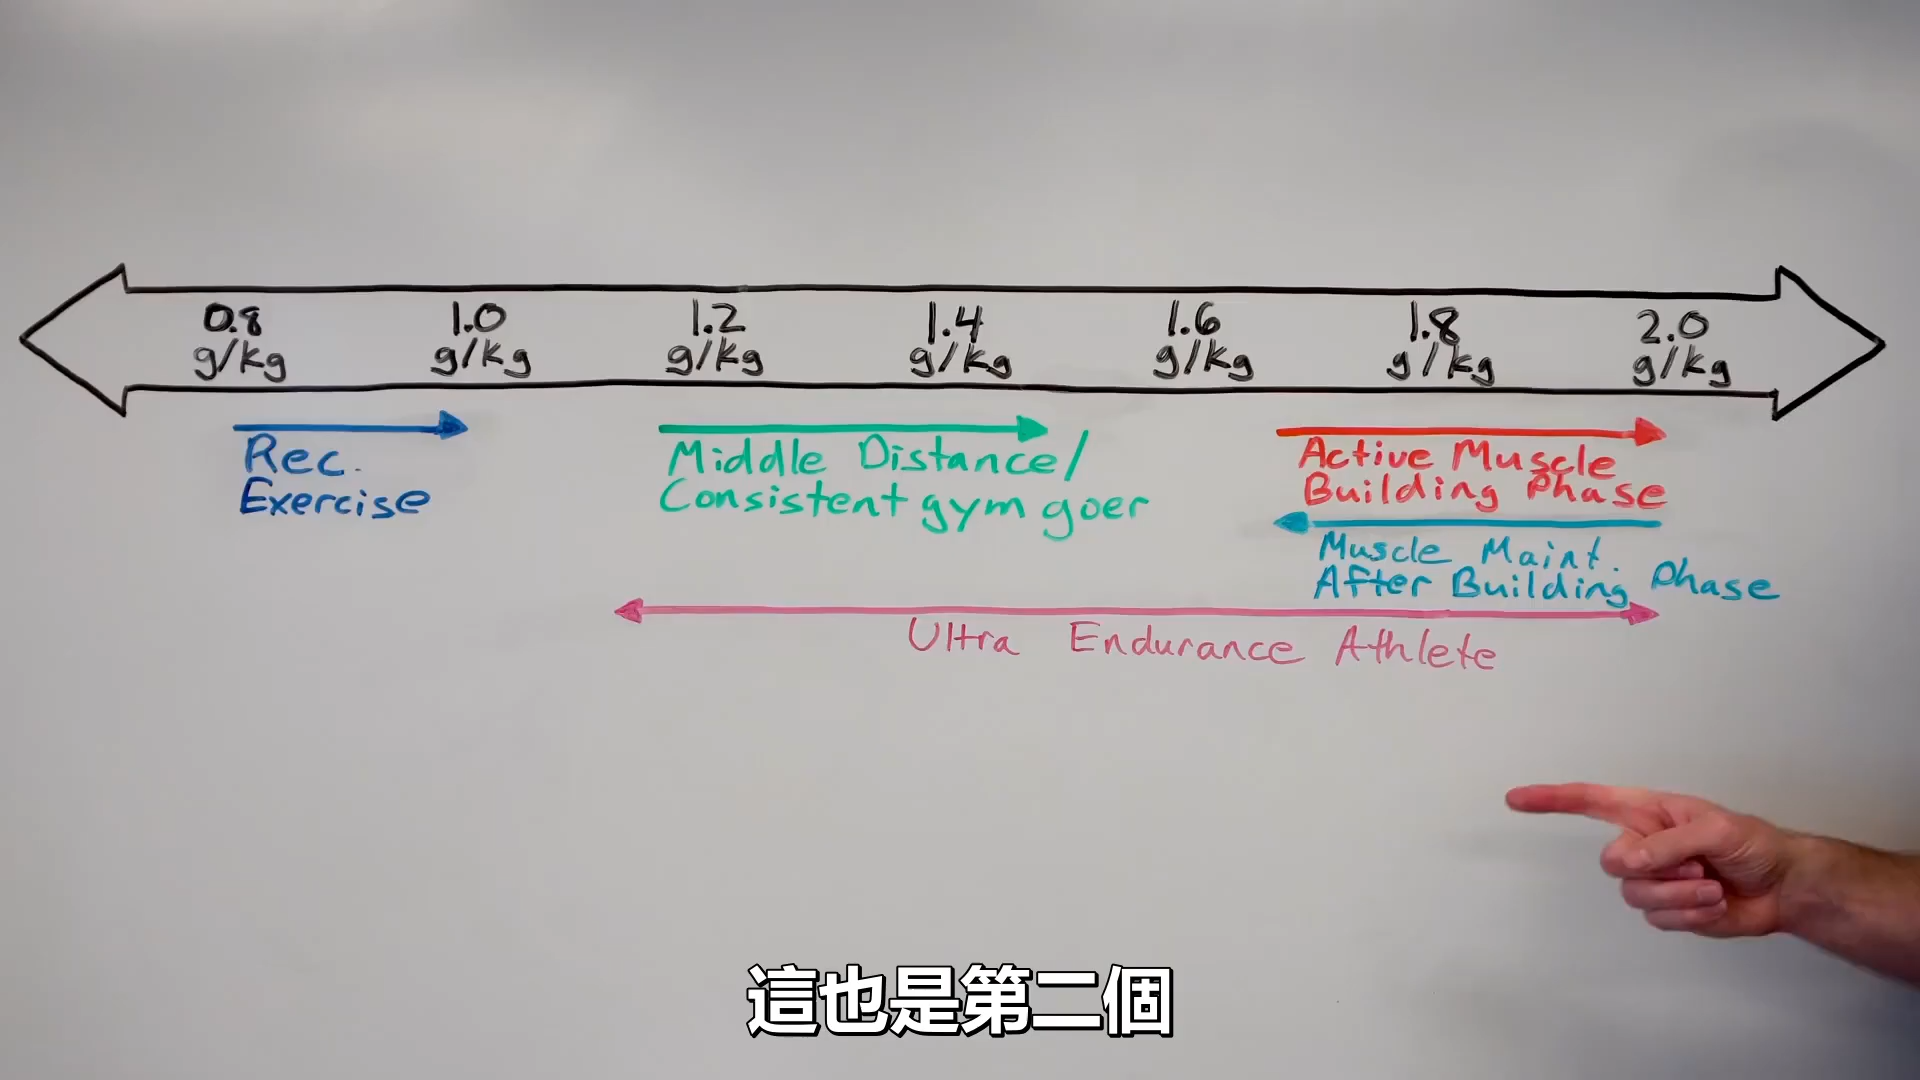 0.8 1.0 1.2 1.4 1.6 1.8 2.0
g/kg g/kg g/kg g/kg g/kg g/kg g/kg
Rec.
Exercise
Middle Distance/
Consistent gym goer
Active Muscle
Building Phase
Muscle Maint.
After Building Phase
Ultra Endurance Athlete
這也是第二個